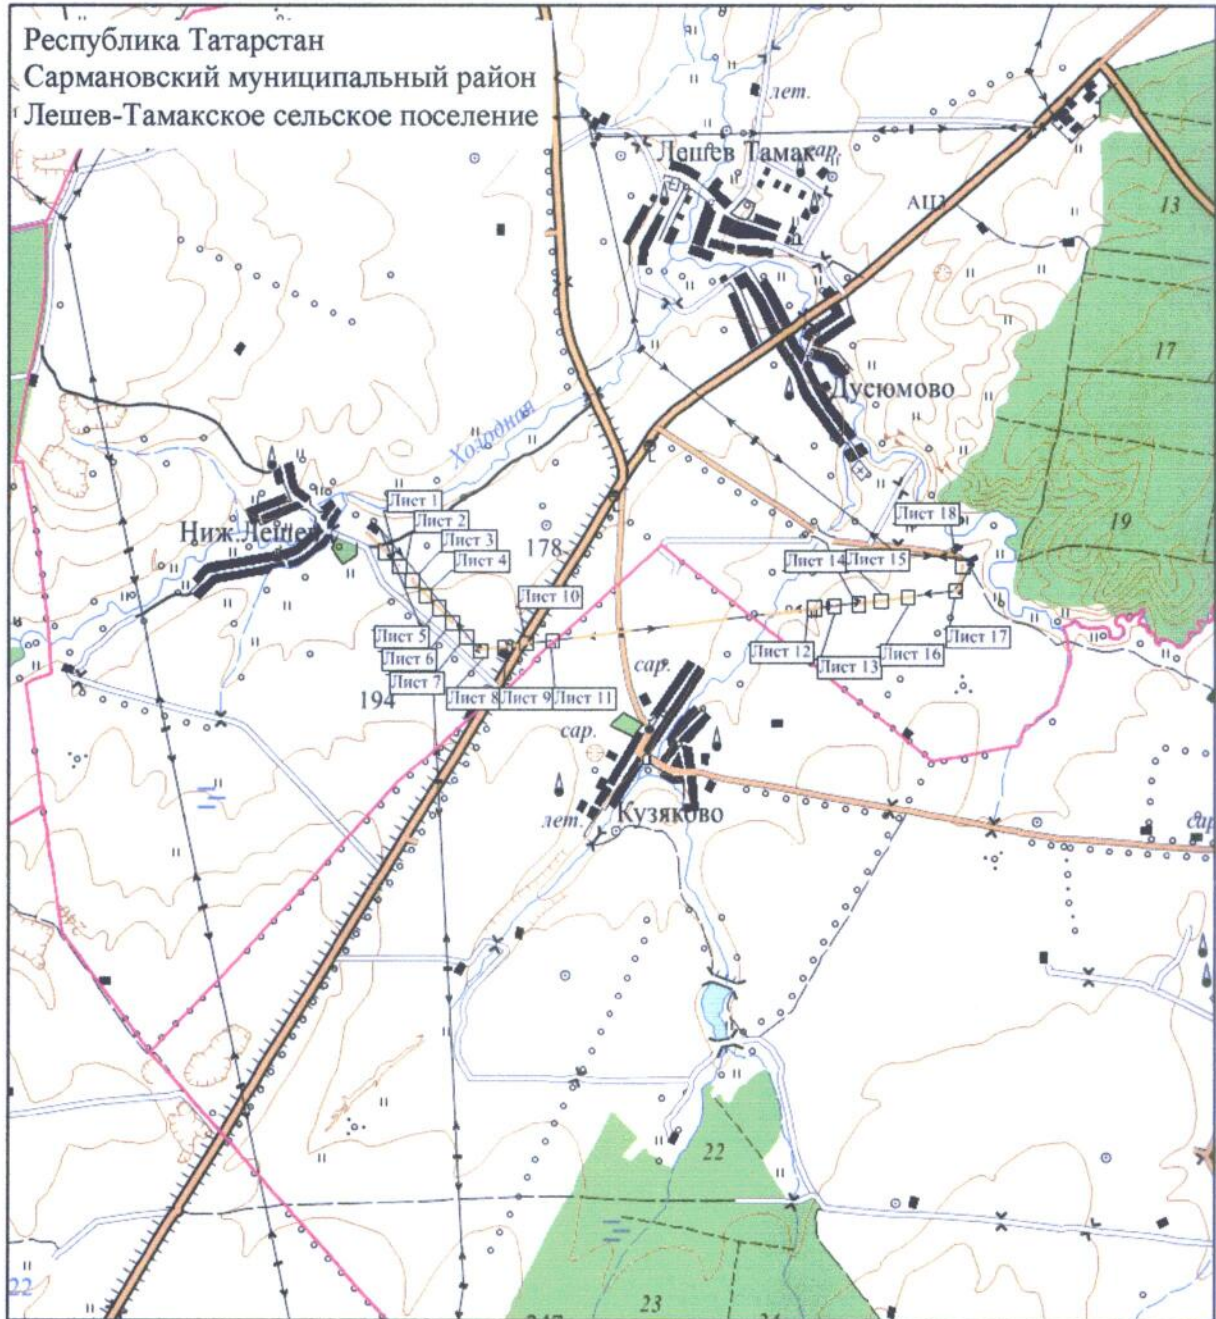 Республика Татарстан
Сармановский муниципальный район
Лешев-Тамакское сельское поселение
лет.
Лешев Тамак
сар.
АЦЗ
13
17
Дусюмово
Холодная
Лист 1
Лист 2
Лист 3
Лист 4
Ниж.Лешев
178
Лист 18
19
Лист 14
Лист 15
Лист 10
Лист 5
Лист 6
Лист 7
194
Лист 8
Лист 9
Лист 11
Лист 12
Лист 13
Лист 16
Лист 17
сар.
сар.
лет.
Кузяково
сар
22
22
23